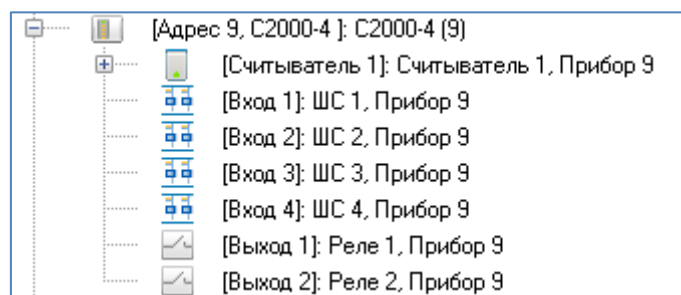 [Адрес 9, С2000-4 ]: С2000-4 (9)
[Считыватель 1]: Считыватель 1, Прибор 9
[Вход 1]: ШС 1, Прибор 9
[Вход 2]: ШС 2, Прибор 9
[Вход 3]: ШС 3, Прибор 9
[Вход 4]: ШС 4, Прибор 9
[Выход 1]: Реле 1, Прибор 9
[Выход 2]: Реле 2, Прибор 9